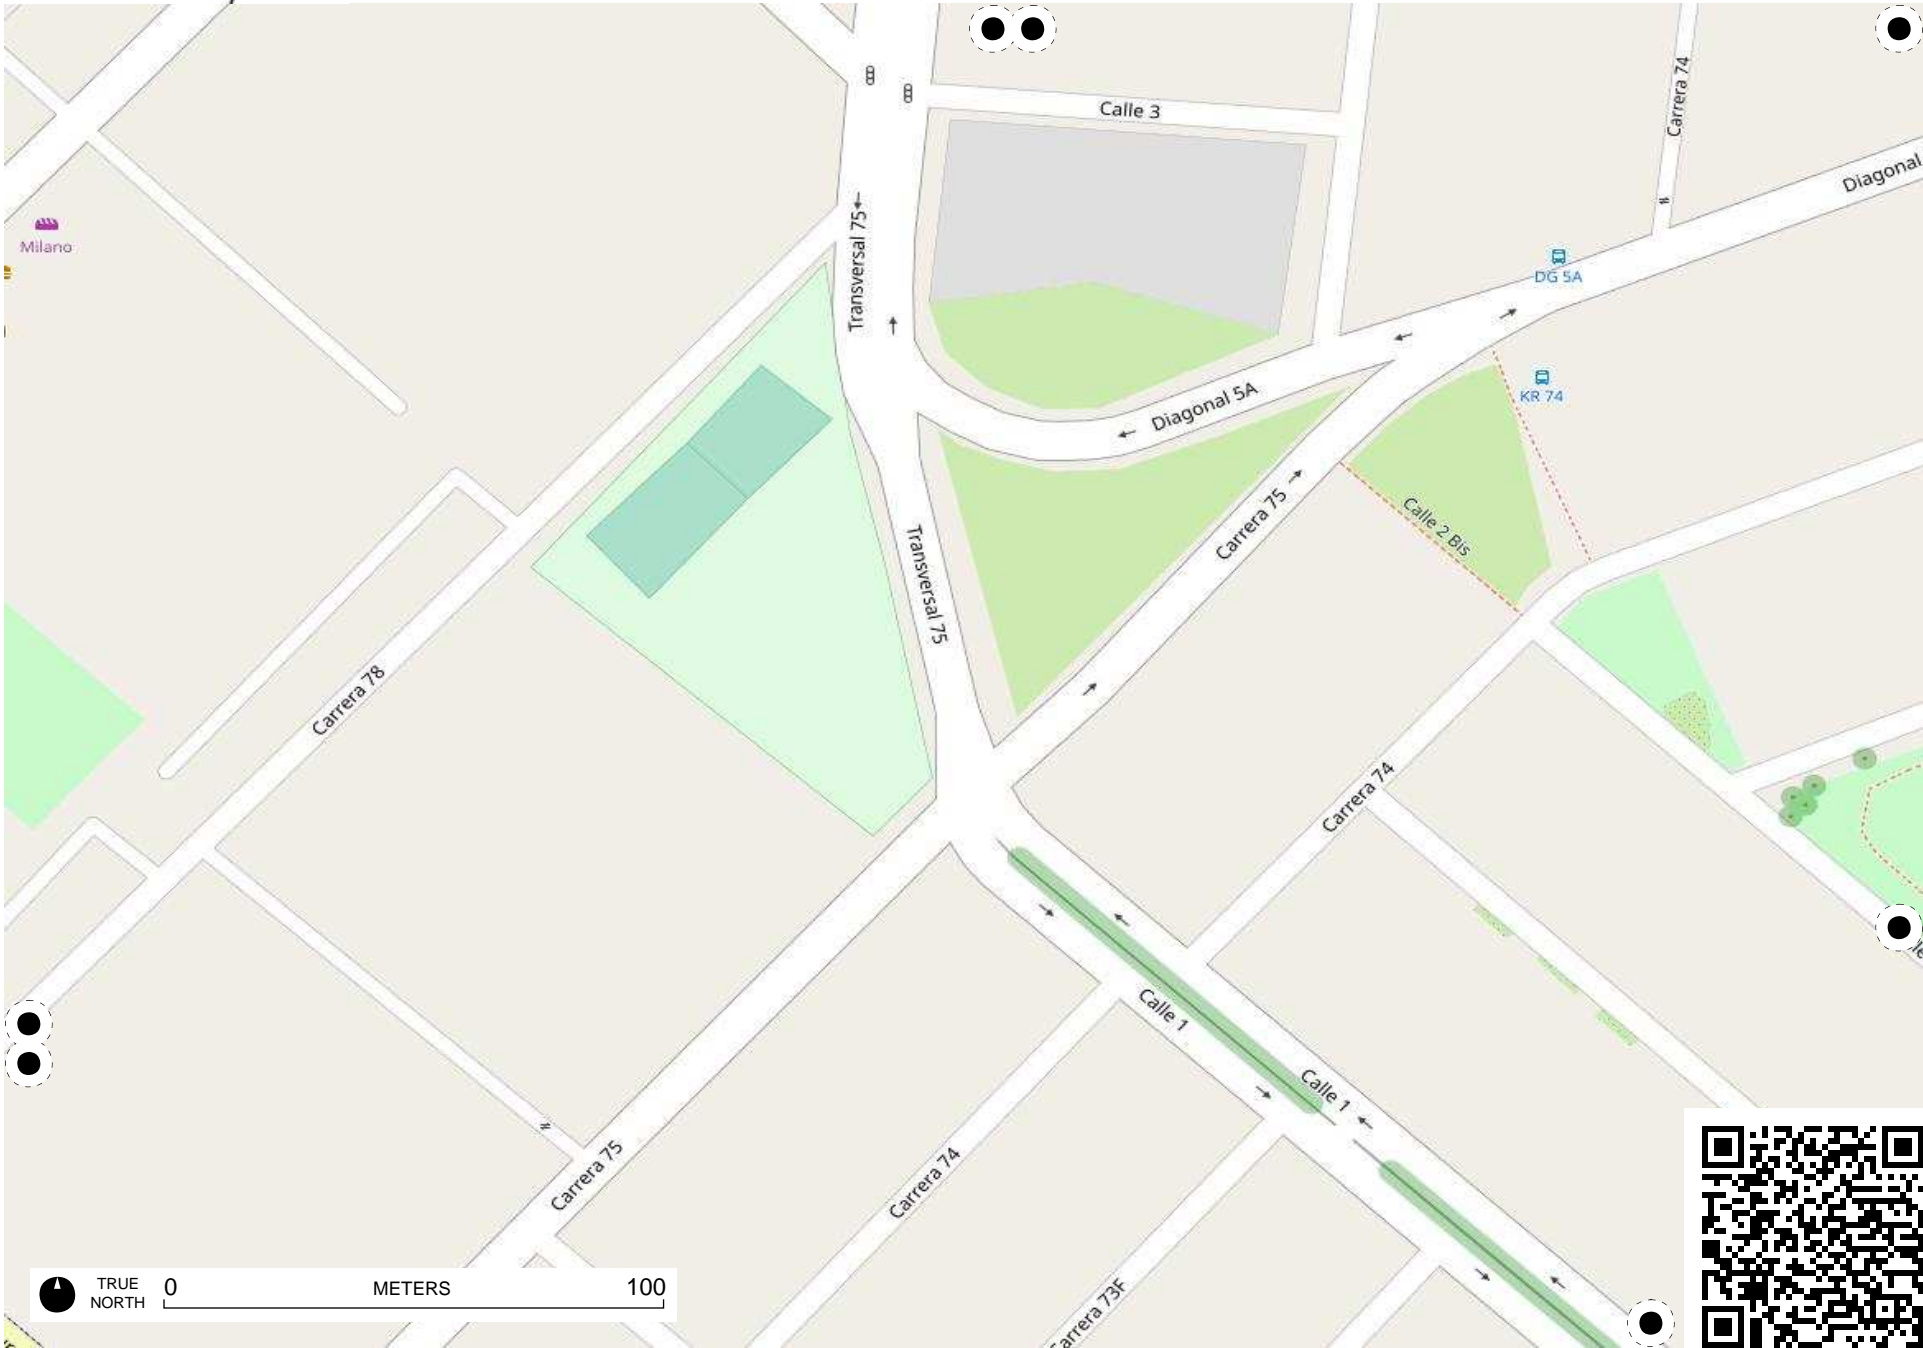 Calle 3
Carrera 74
Diagonal
Transversal 75
Milano
DG 5A
KR 74
Diagonal 5A
Carrera 75
Calle 2 Bis
Transversal 75
Carrera 78
Carrera 74
Calle 1
Calle 1
Carrera 75
Carrera 74
Carrera 73F
TRUE
NORTH
0 METERS 100